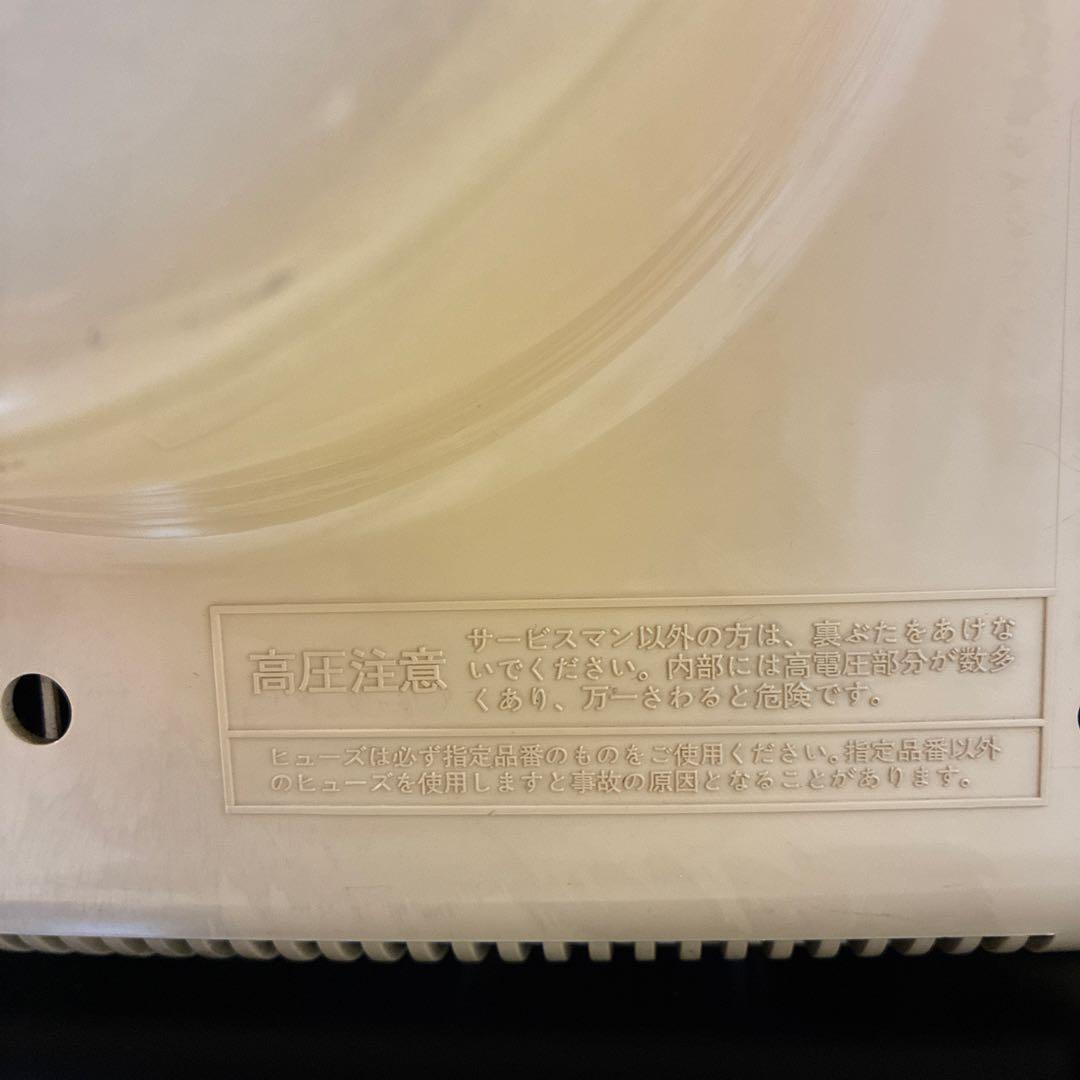 高圧注意
サービスマン以外の方は、裏ぶたをあけな
いでください。内部には高電圧部分が数多
くあり、万一さわると危険です。
ヒューズは必ず指定品番のものをご使用ください。指定品番以外
のヒューズを使用しますと事故の原因となることがあります。